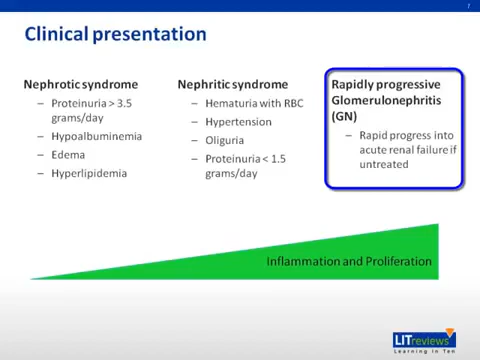 7
Clinical presentation
Nephrotic syndrome
– Proteinuria > 3.5
grams/day
– Hypoalbuminemia
– Edema
– Hyperlipidemia
Nephritic syndrome
– Hematuria with RBC
– Hypertension
– Oliguria
– Proteinuria < 1.5
grams/day
Rapidly progressive
Glomerulonephritis
(GN)
– Rapid progress into
acute renal failure if
untreated
Inflammation and Proliferation
LITreviews
Learning in Ten